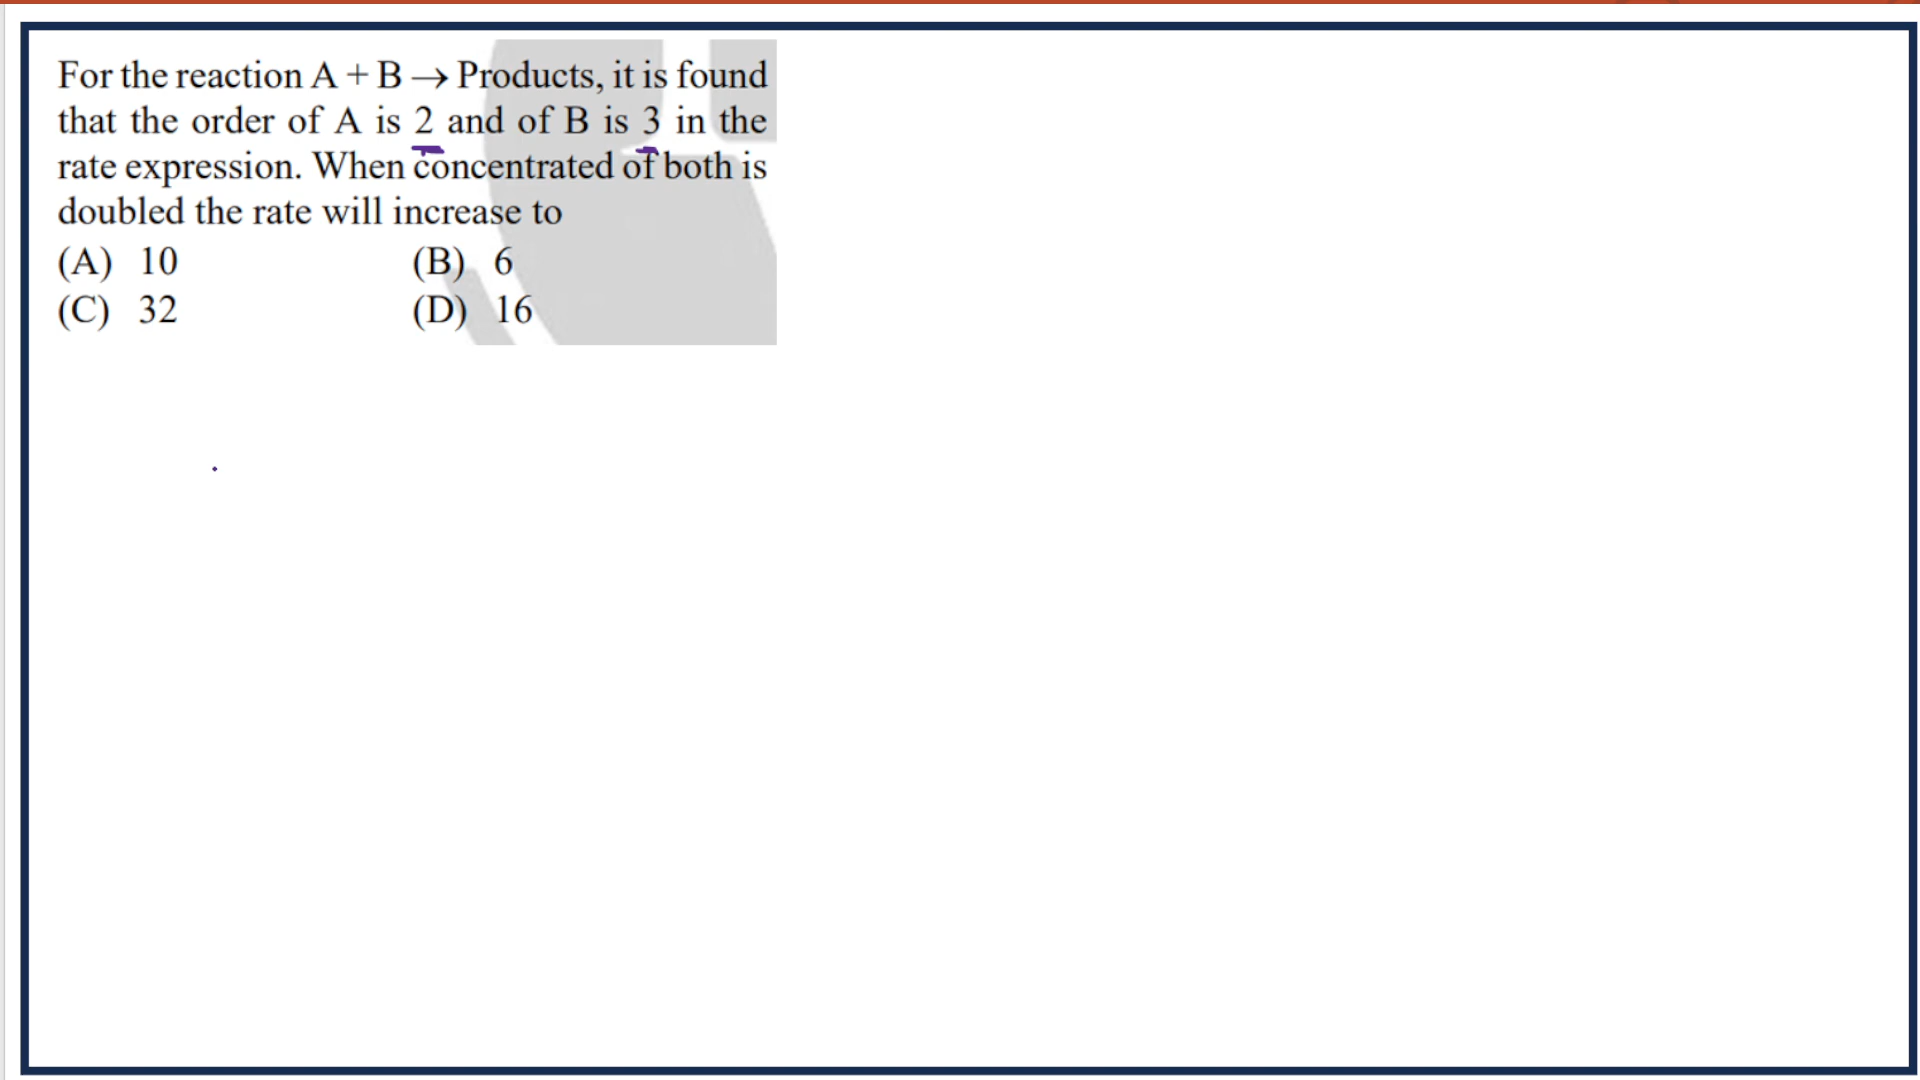 For the reaction A + B → Products, it is found
that the order of A is 2 and of B is 3 in the
rate expression. When concentrated of both is
doubled the rate will increase to
(A) 10 (B) 6
(C) 32 (D) 16